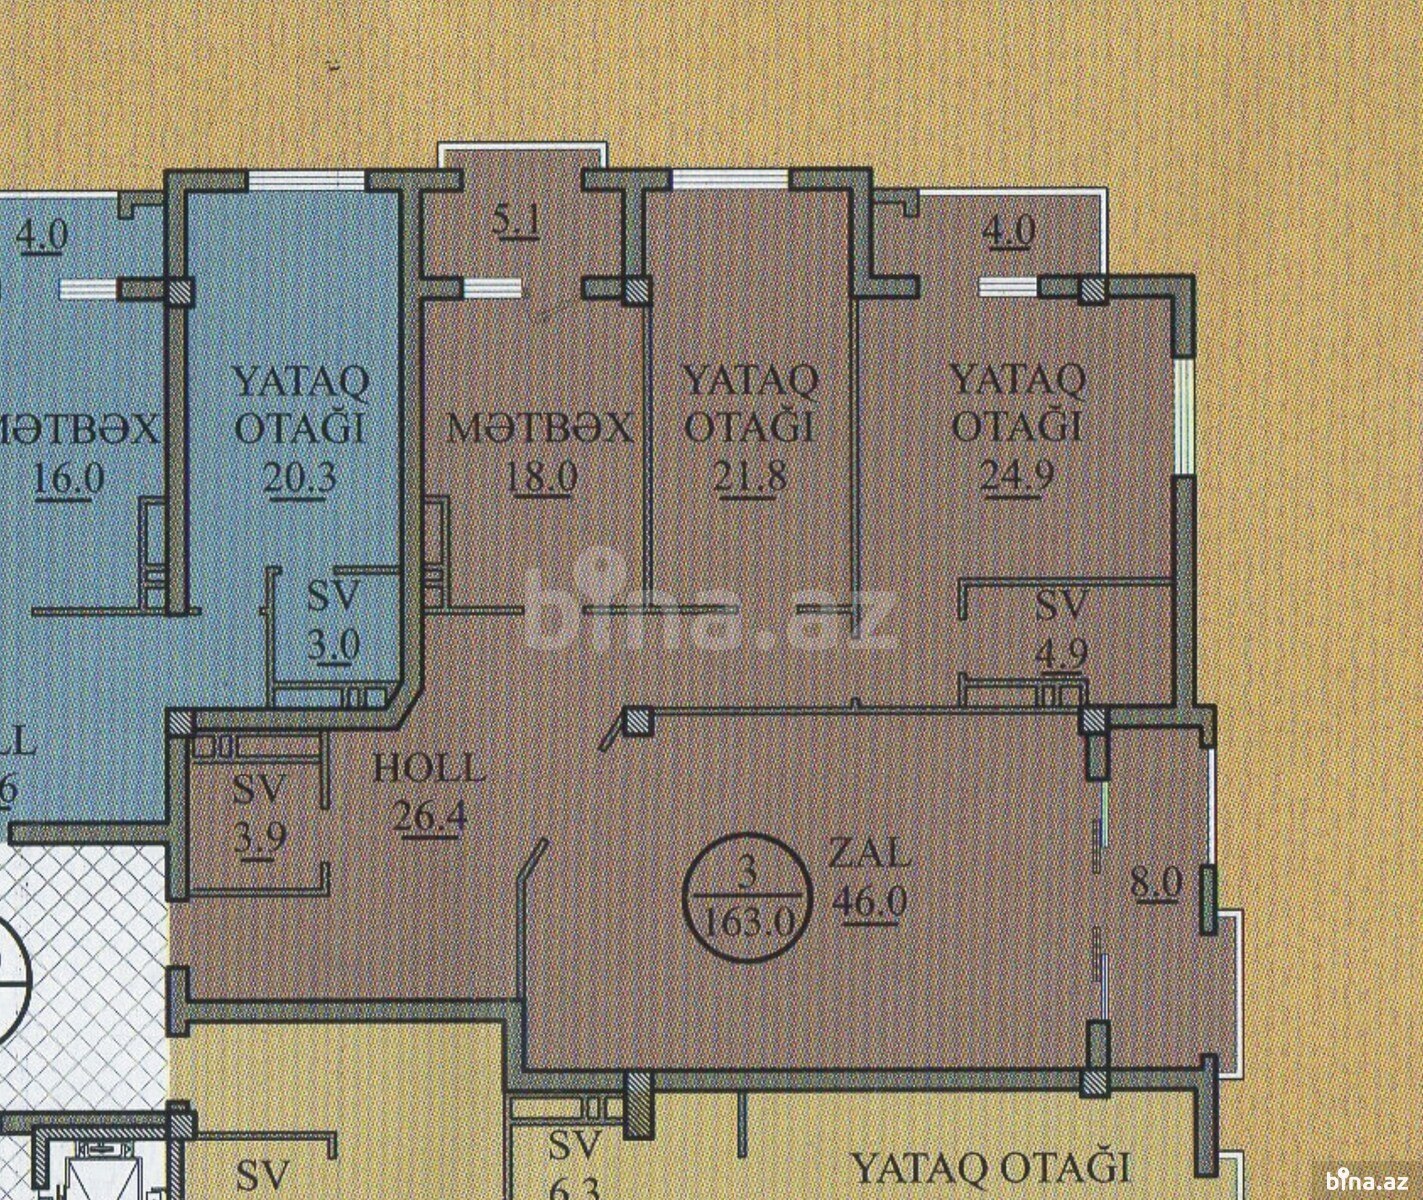 4.0
5.1
4.0
YATAQ
OTAĞI
20.3
MƏTBƏX
16.0
MƏTBƏX
18.0
YATAQ
OTAĞI
21.8
YATAQ
OTAĞI
24.9
SV
3.0
bina.az
SV
4.9
HOLL
26.4
SV
3.9
3
163.0
ZAL
46.0
8.0
SV
SV
6.3
YATAQ OTAĞI
bina.az